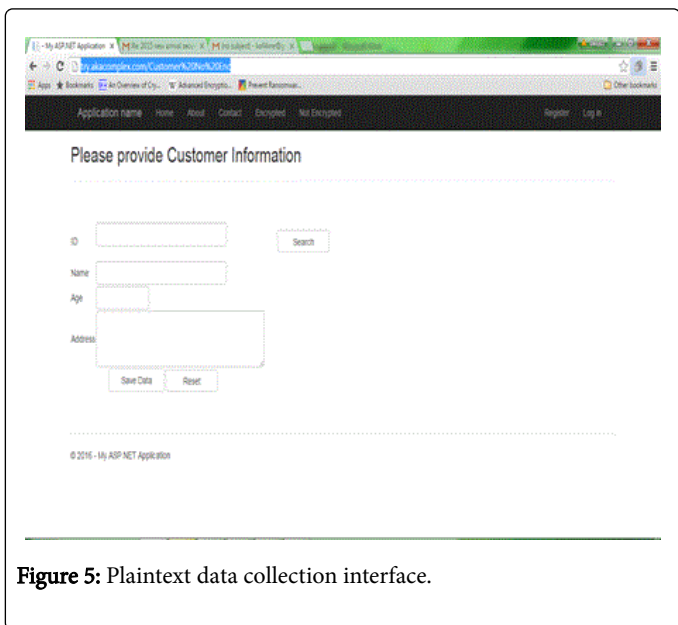 - My ASP.NET Application
← → C try.akacomplex.com/Customer%20No%20Enc
Apps Bookmarks An Overview of Cry... Advanced Encryptio... Prevent Ransomwar... Other bookmarks
Application name Home About Contact Encrypted Not Encrypted Register Log in
Please provide Customer Information
ID Search
Name
Age
Address
Save Data Reset
© 2016 - My ASP.NET Application
Figure 5: Plaintext data collection interface.